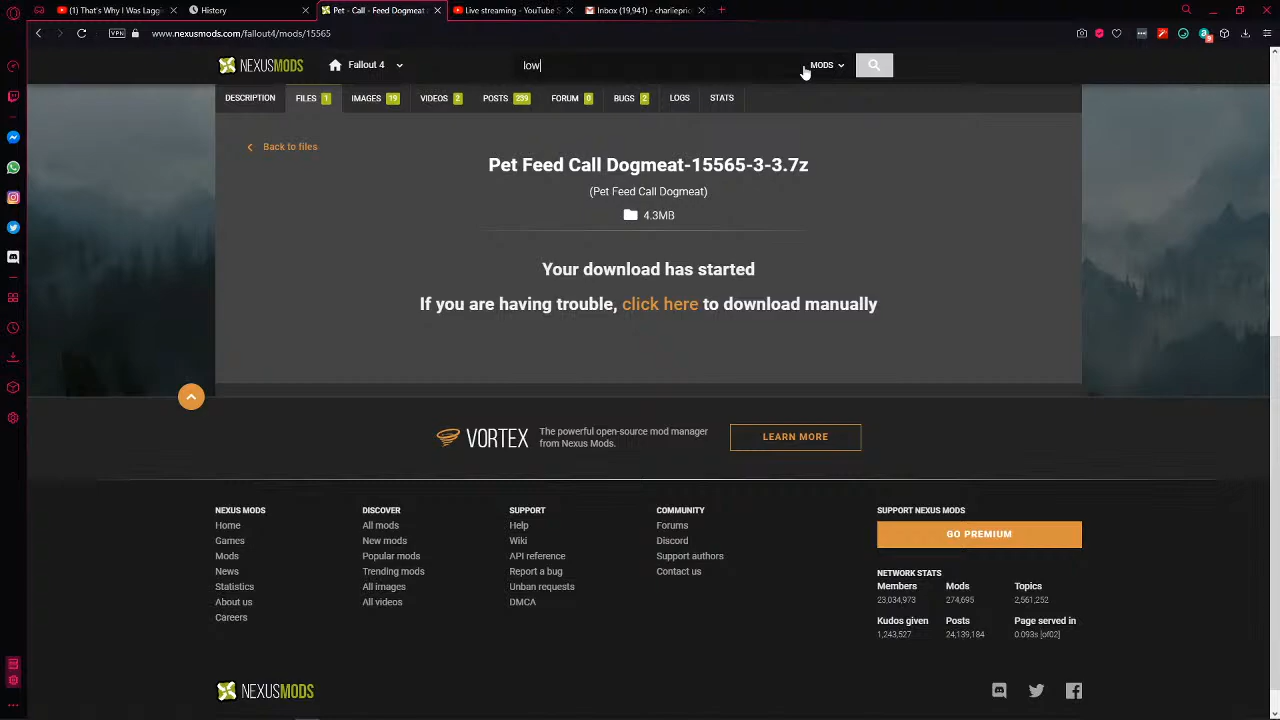 (1) That's Why I Was Laggi
History
Pet - Call - Feed Dogmeat
Live streaming - YouTube S
Inbox (19,941) - charliepric
VPN
www.nexusmods.com/fallout4/mods/15565
NEXUSMODS
Fallout 4
low
MODS
DESCRIPTION
FILES 1
IMAGES 19
VIDEOS 2
POSTS 239
FORUM 0
BUGS 2
LOGS
STATS
Back to files
Pet Feed Call Dogmeat-15565-3-3.7z
(Pet Feed Call Dogmeat)
4.3MB
Your download has started
If you are having trouble, click here to download manually
VORTEX
The powerful open-source mod manager
from Nexus Mods.
LEARN MORE
NEXUS MODS
Home
Games
Mods
News
Statistics
About us
Careers
DISCOVER
All mods
New mods
Popular mods
Trending mods
All images
All videos
SUPPORT
Help
Wiki
API reference
Report a bug
Unban requests
DMCA
COMMUNITY
Forums
Discord
Support authors
Contact us
SUPPORT NEXUS MODS
GO PREMIUM
NETWORK STATS
Members
23,034,973
Mods
274,695
Topics
2,561,252
Kudos given
1,243,527
Posts
24,139,184
Page served in
0.093s [of02]
NEXUSMODS